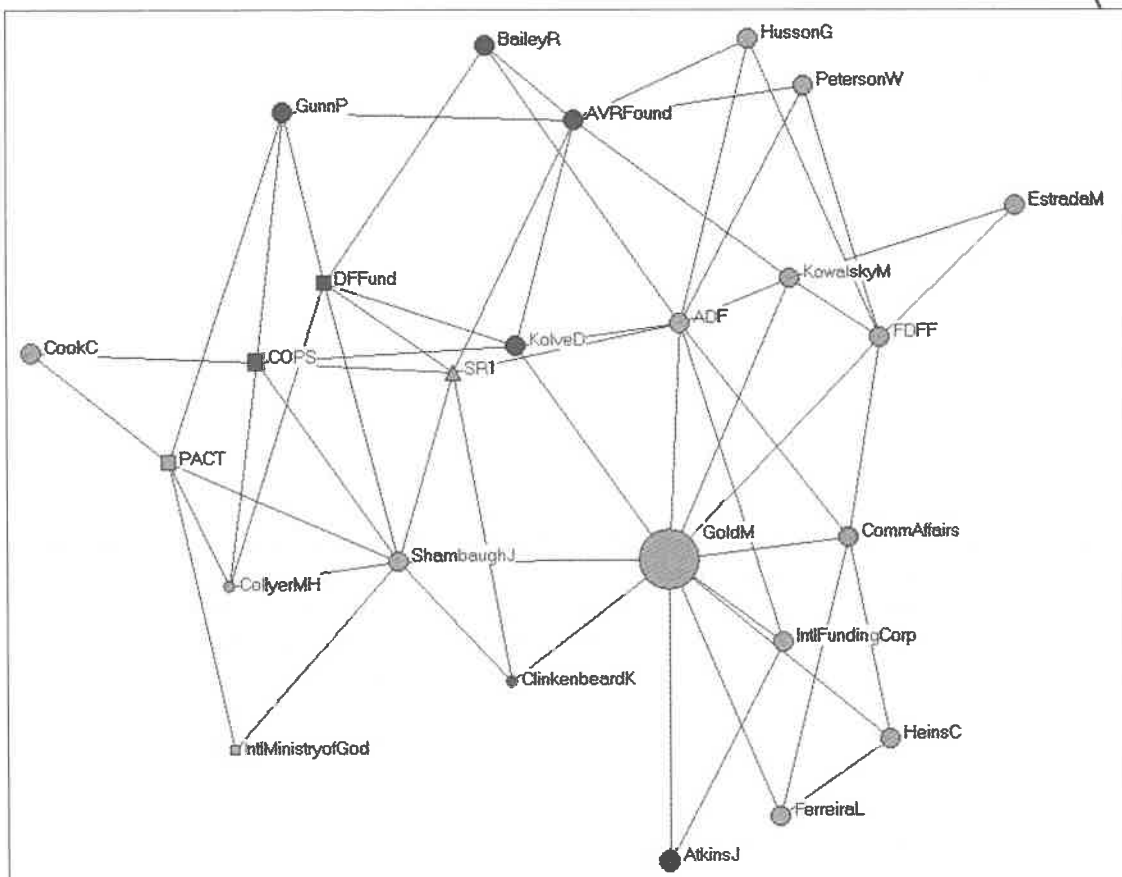 BaileyR
HussonG
PetersonW
GunnP
AVRFound
EstradaM
DFFund
KowalskyM
ADF
FDFF
KolveD
CookC
COPS
SR1
PACT
GoldM
CommAffairs
ShambaughJ
CollyerMH
IntlFundingCorp
ClinkenbeardK
HeinsC
IntlMinistryofGod
FerreiraL
AtkinsJ